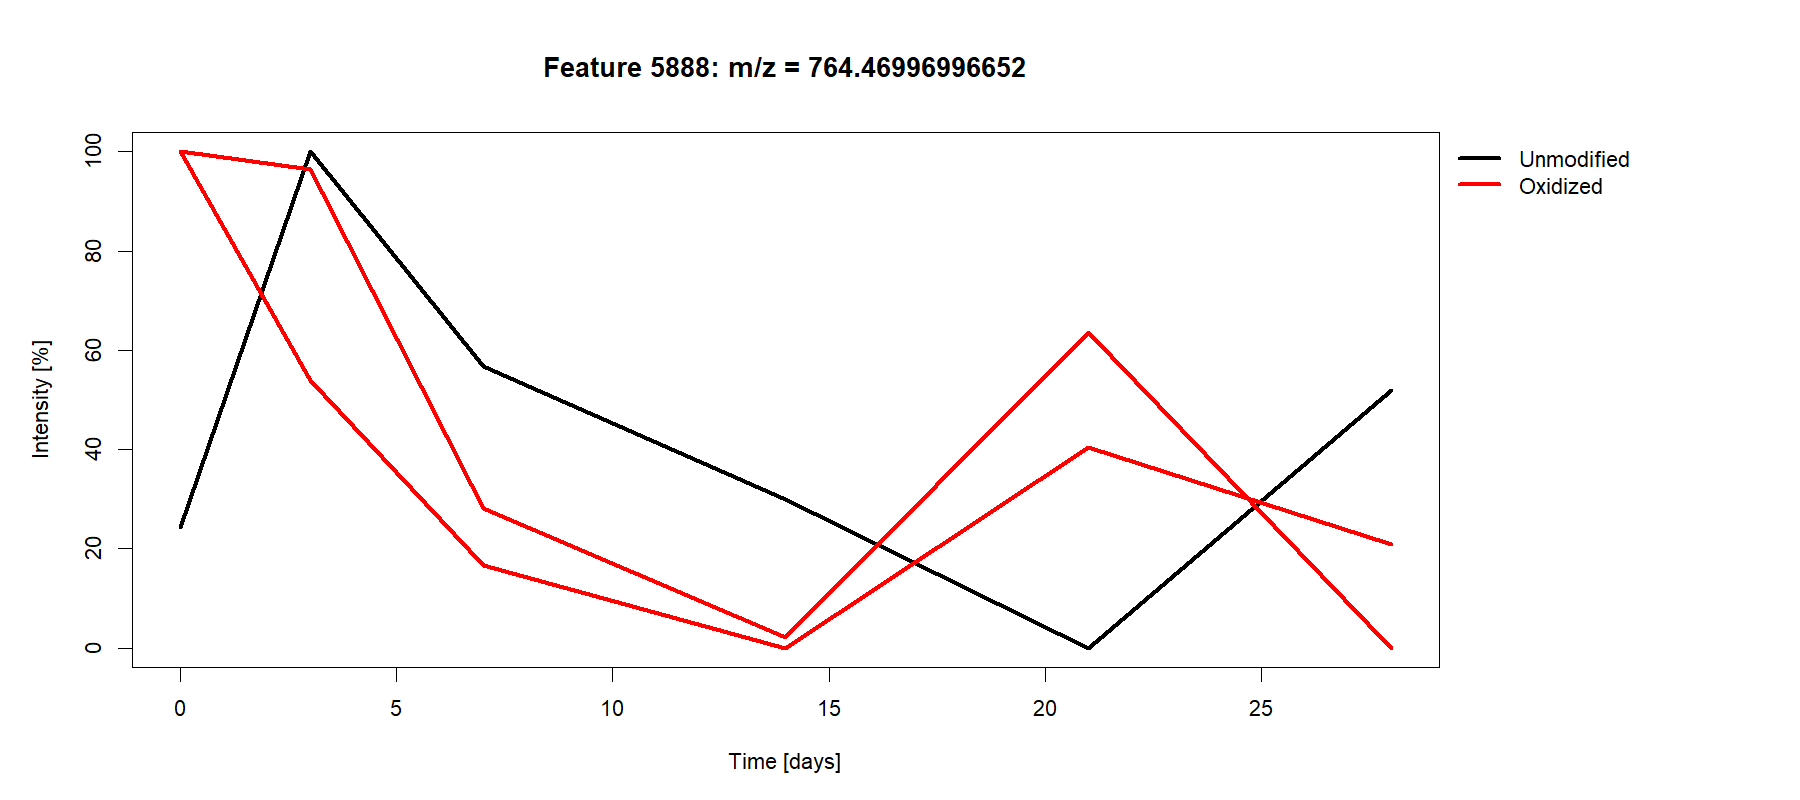 Feature 5888: m/z = 764.46996996652
Unmodified
Oxidized
100
80
60
40
20
0
Intensity [%]
0 5 10 15 20 25
Time [days]